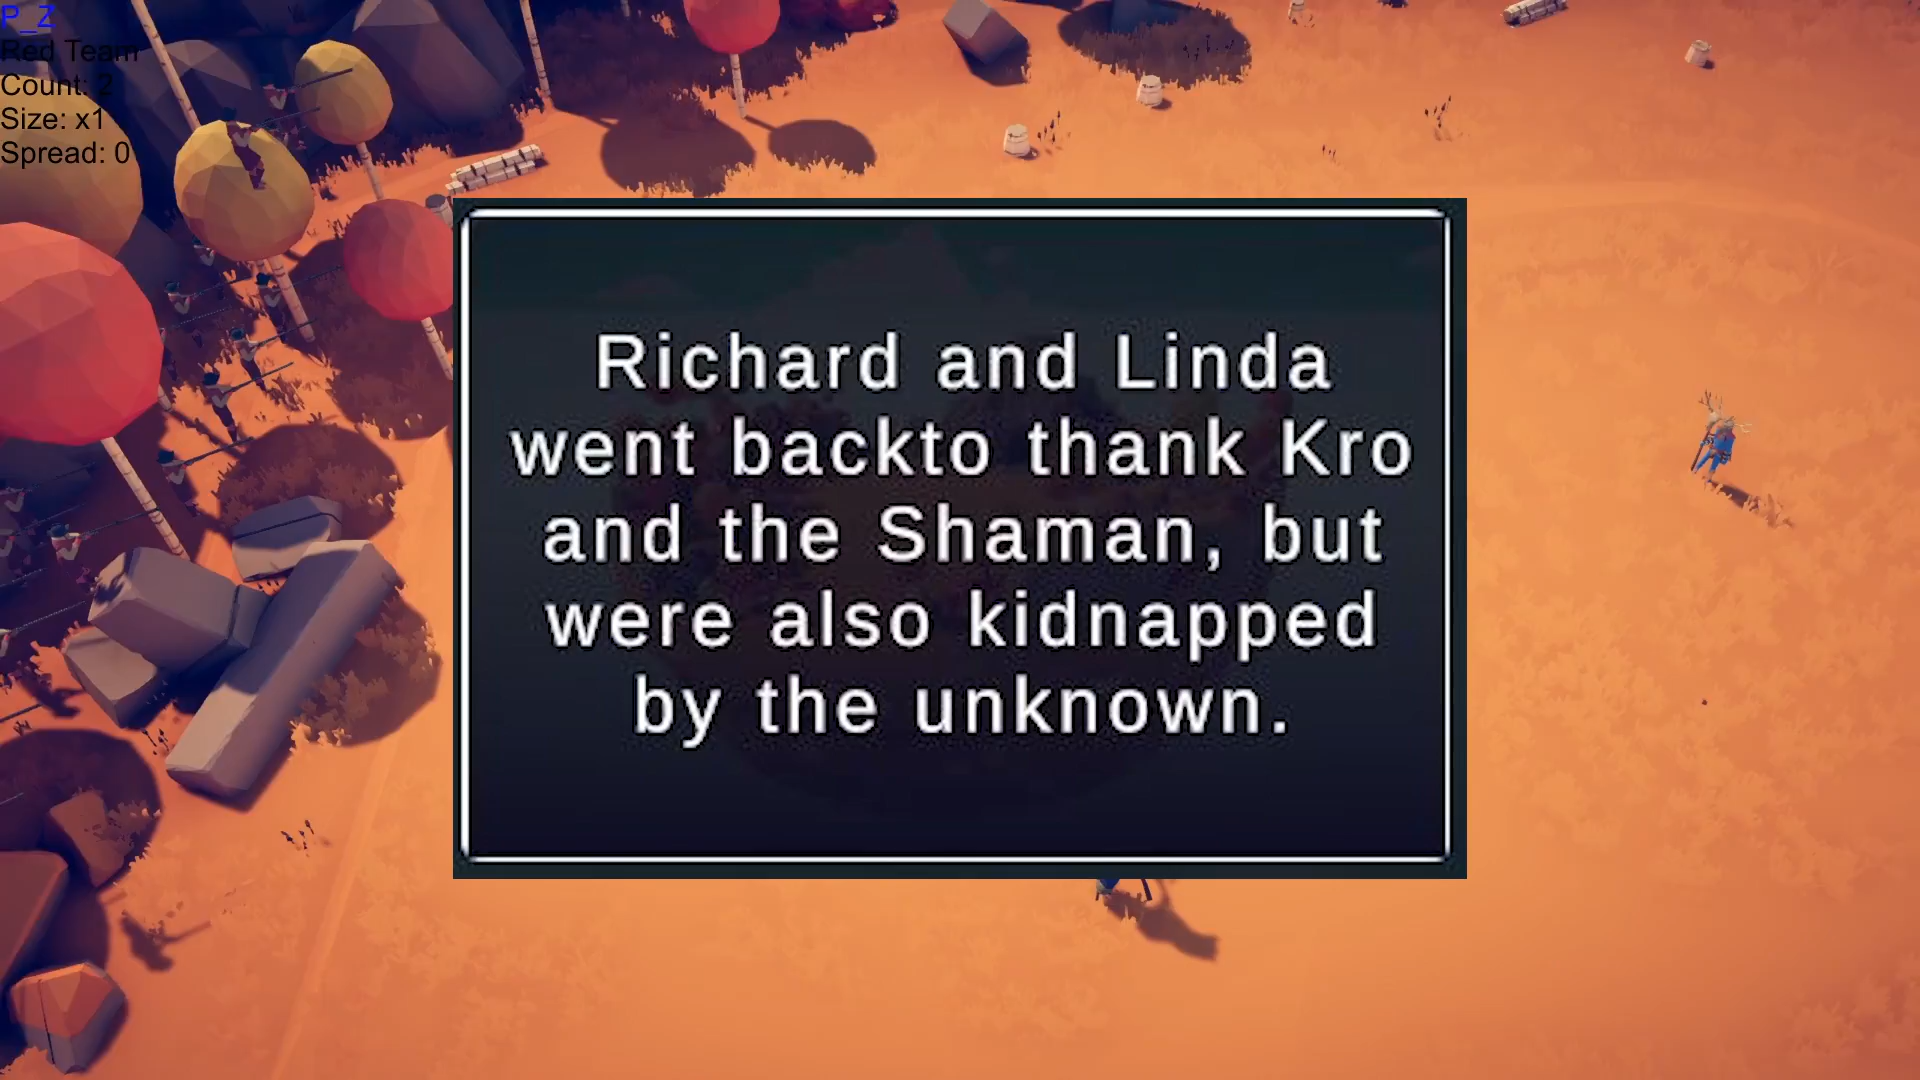 P_Z
Red Team
Count: 2
Size: x1
Spread: 0
Richard and Linda
went backto thank Kro
and the Shaman, but
were also kidnapped
by the unknown.